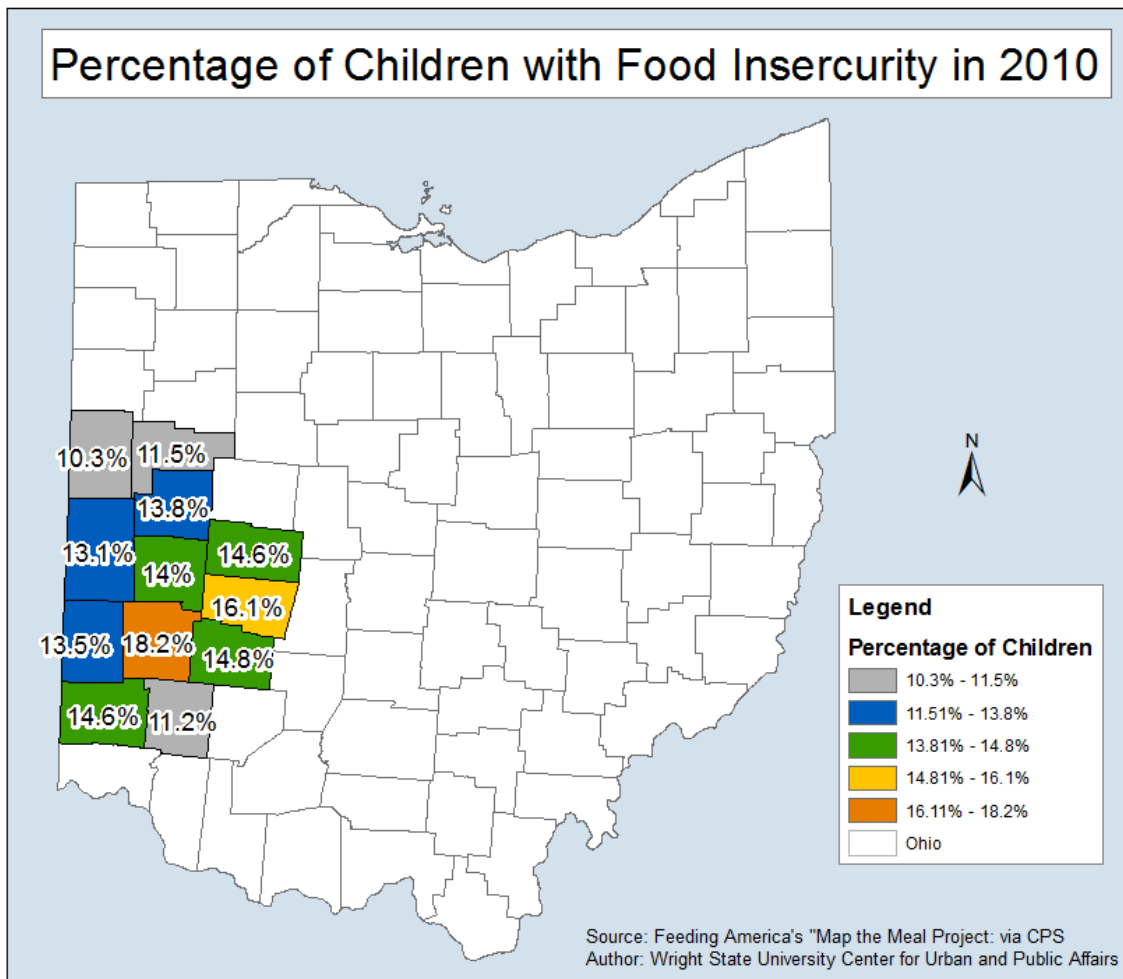 Percentage of Children with Food Insercurity in 2010
10.3%
11.5%
13.8%
13.1%
14%
14.6%
16.1%
13.5%
18.2%
14.8%
14.6%
11.2%
N
Legend
Percentage of Children
10.3% - 11.5%
11.51% - 13.8%
13.81% - 14.8%
14.81% - 16.1%
16.11% - 18.2%
Ohio
Source: Feeding America's "Map the Meal Project: via CPS
Author: Wright State University Center for Urban and Public Affairs